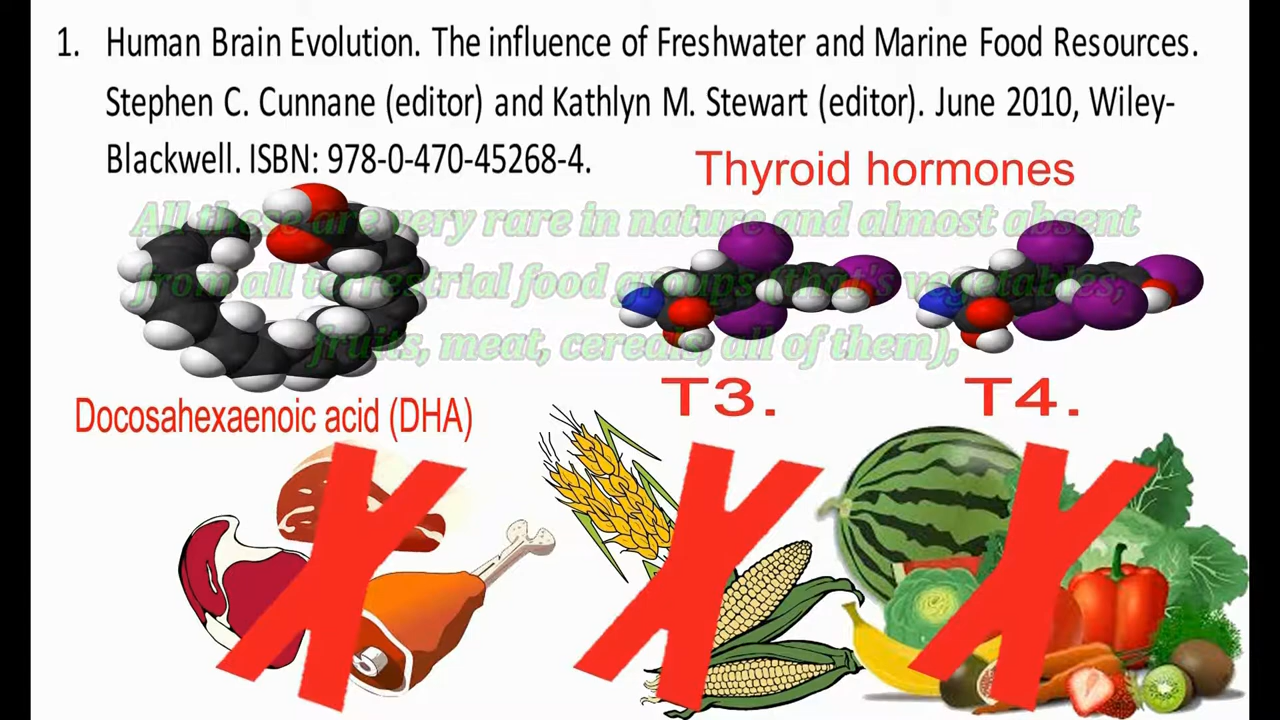 1. Human Brain Evolution. The influence of Freshwater and Marine Food Resources.
Stephen C. Cunnane (editor) and Kathlyn M. Stewart (editor). June 2010, Wiley-
Blackwell. ISBN: 978-0-470-45268-4.
Thyroid hormones
All these are very rare in nature and almost absent
from all terrestrial food groups (that's vegetables,
fruits, meat, cereals, all of them),
T3. T4.
Docosahexaenoic acid (DHA)